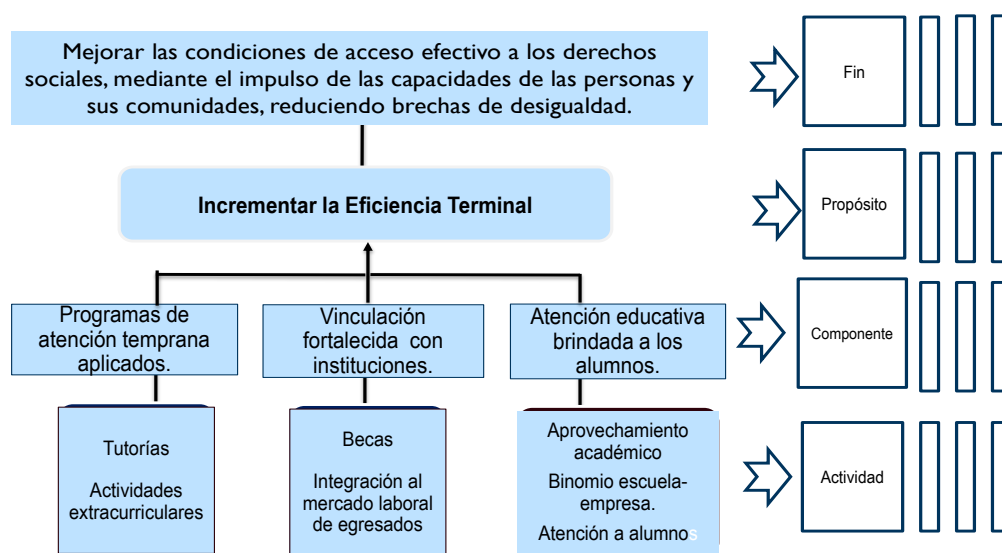 Mejorar las condiciones de acceso efectivo a los derechos
sociales, mediante el impulso de las capacidades de las personas y
sus comunidades, reduciendo brechas de desigualdad.
Fin
Incrementar la Eficiencia Terminal
Propósito
Programas de
atención temprana
aplicados.
Vinculación
fortalecida con
instituciones.
Atención educativa
brindada a los
alumnos.
Componente
Tutorías
Actividades
extracurriculares
Becas
Integración al
mercado laboral
de egresados
Aprovechamiento
académico
Binomio escuela-
empresa.
Atención a alumnos
Actividad